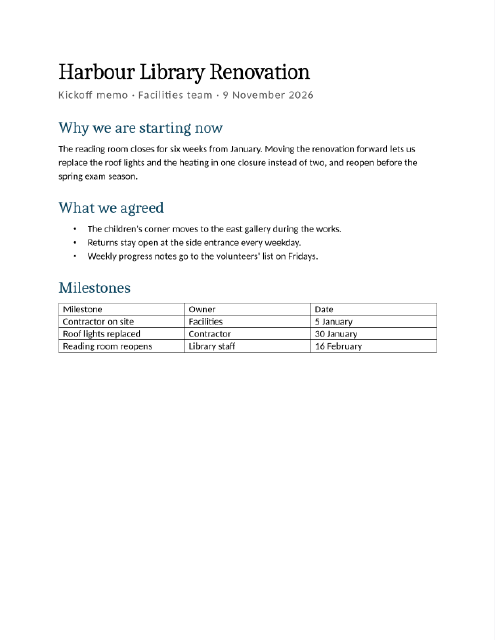 Harbour Library Renovation
Kickoff memo · Facilities team · 9 November 2026
Why we are starting now
The reading room closes for six weeks from January. Moving the renovation forward lets us
replace the roof lights and the heating in one closure instead of two, and reopen before the
spring exam season.
What we agreed
• The children's corner moves to the east gallery during the works.
• Returns stay open at the side entrance every weekday.
• Weekly progress notes go to the volunteers' list on Fridays.
Milestones
Milestone Owner Date
Contractor on site Facilities 5 January
Roof lights replaced Contractor 30 January
Reading room reopens Library staff 16 February